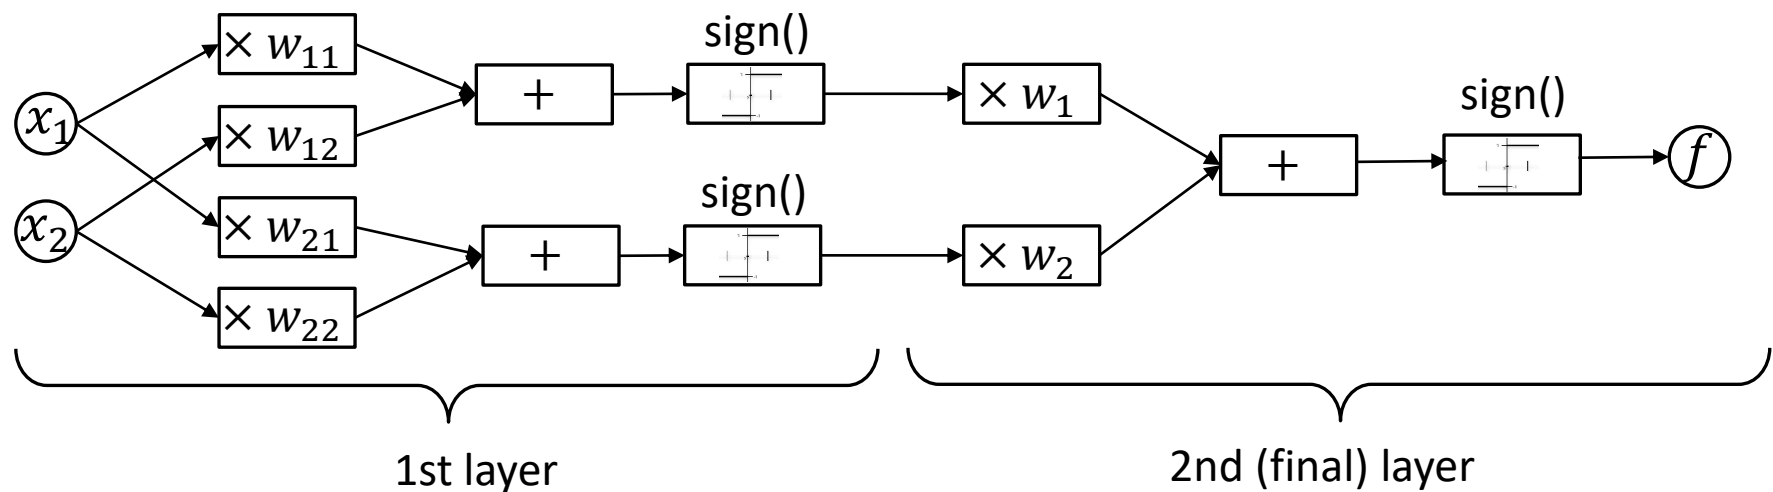 sign()
× w₁₁
+
× w₁
sign()
x₁
× w₁₂
+
f
sign()
x₂
× w₂₁
+
× w₂
× w₂₂
1st layer
2nd (final) layer